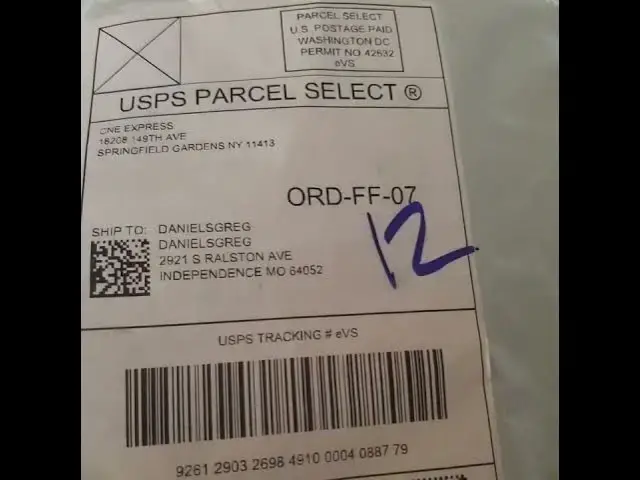 PARCEL SELECT
U.S. POSTAGE PAID
WASHINGTON DC
PERMIT NO 42632
eVS
USPS PARCEL SELECT ®
CNE EXPRESS
18208 149TH AVE
SPRINGFIELD GARDENS NY 11413
ORD-FF-07
12
SHIP TO: DANIELSGREG
DANIELSGREG
2921 S RALSTON AVE
INDEPENDENCE MO 64052
USPS TRACKING # eVS
9261 2903 2698 4910 0004 0887 79